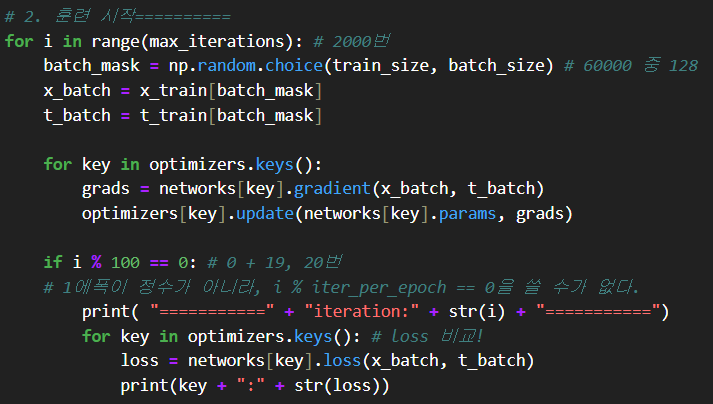 # 2. 훈련 시작==========
for i in range(max_iterations): # 2000번
    batch_mask = np.random.choice(train_size, batch_size) # 60000 중 128
    x_batch = x_train[batch_mask]
    t_batch = t_train[batch_mask]

    for key in optimizers.keys():
        grads = networks[key].gradient(x_batch, t_batch)
        optimizers[key].update(networks[key].params, grads)

    if i % 100 == 0: # 0 + 19, 20번
    # 1에폭이 정수가 아니라, i % iter_per_epoch == 0을 쓸 수가 없다.
        print( "===========" + "iteration:" + str(i) + "===========")
        for key in optimizers.keys(): # loss 비교!
            loss = networks[key].loss(x_batch, t_batch)
            print(key + ":" + str(loss))